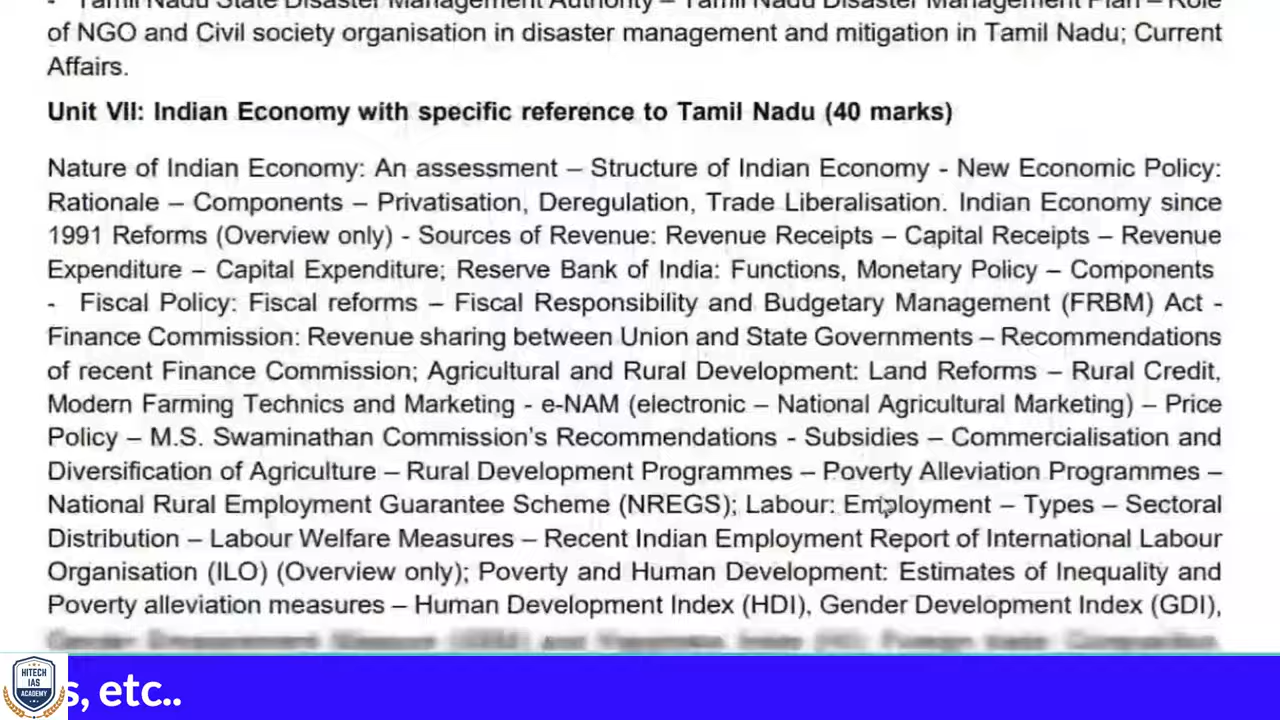 - Tamil Nadu State Disaster Management Authority – Tamil Nadu Disaster Management Plan – Role
of NGO and Civil society organisation in disaster management and mitigation in Tamil Nadu; Current
Affairs.
Unit VII: Indian Economy with specific reference to Tamil Nadu (40 marks)
Nature of Indian Economy: An assessment – Structure of Indian Economy - New Economic Policy:
Rationale – Components – Privatisation, Deregulation, Trade Liberalisation. Indian Economy since
1991 Reforms (Overview only) - Sources of Revenue: Revenue Receipts – Capital Receipts – Revenue
Expenditure – Capital Expenditure; Reserve Bank of India: Functions, Monetary Policy – Components
- Fiscal Policy: Fiscal reforms – Fiscal Responsibility and Budgetary Management (FRBM) Act -
Finance Commission: Revenue sharing between Union and State Governments – Recommendations
of recent Finance Commission; Agricultural and Rural Development: Land Reforms – Rural Credit,
Modern Farming Technics and Marketing - e-NAM (electronic – National Agricultural Marketing) – Price
Policy – M.S. Swaminathan Commission's Recommendations - Subsidies – Commercialisation and
Diversification of Agriculture – Rural Development Programmes – Poverty Alleviation Programmes –
National Rural Employment Guarantee Scheme (NREGS); Labour: Employment – Types – Sectoral
Distribution – Labour Welfare Measures – Recent Indian Employment Report of International Labour
Organisation (ILO) (Overview only); Poverty and Human Development: Estimates of Inequality and
Poverty alleviation measures – Human Development Index (HDI), Gender Development Index (GDI),
HITECH
IAS
ACADEMY
s, etc..